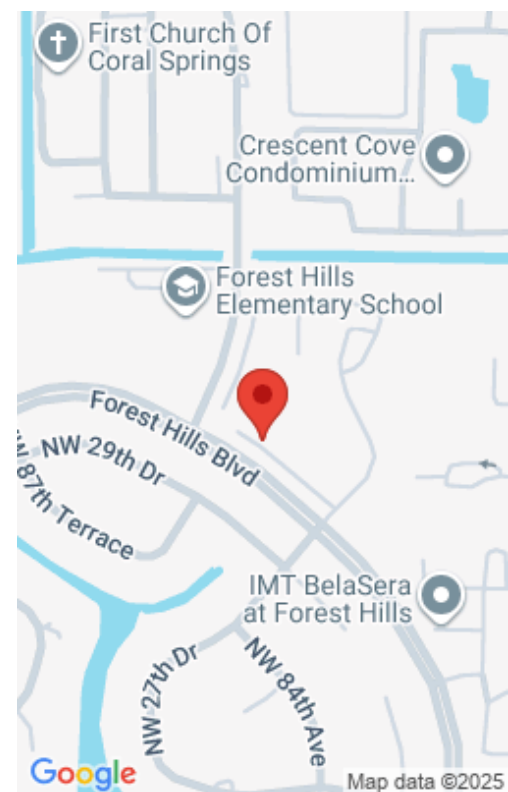 First Church Of
Coral Springs
Crescent Cove
Condominium...
Forest Hills
Elementary School
Forest Hills Blvd
NW 29th Dr
NW 87th Terrace
IMT BelaSera
at Forest Hills
NW 27th Dr
NW 84th Ave
Google
Map data ©2025